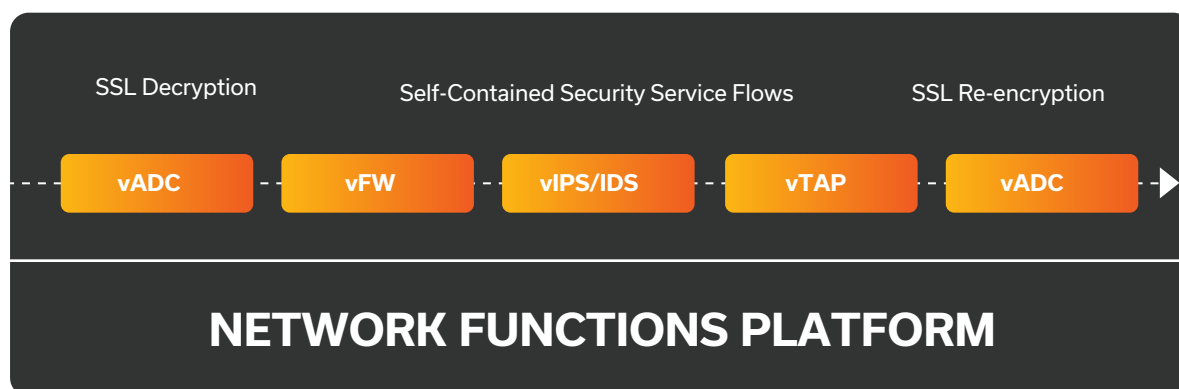 SSL Decryption
Self-Contained Security Service Flows
SSL Re-encryption
vADC
vFW
vIPS/IDS
vTAP
vADC
NETWORK FUNCTIONS PLATFORM